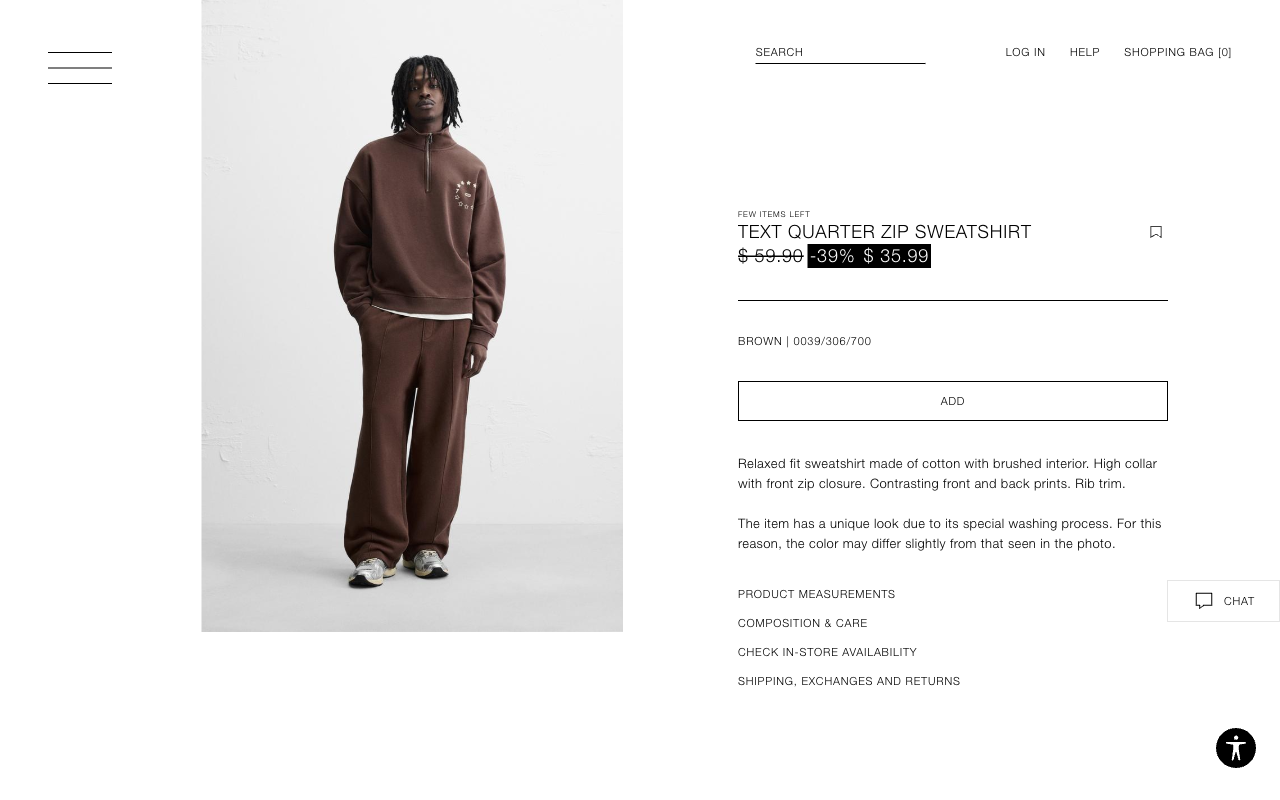 SEARCH
LOG IN
HELP
SHOPPING BAG [0]
FEW ITEMS LEFT
TEXT QUARTER ZIP SWEATSHIRT
$ 59.90 -39% $ 35.99
BROWN | 0039/306/700
ADD
Relaxed fit sweatshirt made of cotton with brushed interior. High collar
with front zip closure. Contrasting front and back prints. Rib trim.
The item has a unique look due to its special washing process. For this
reason, the color may differ slightly from that seen in the photo.
PRODUCT MEASUREMENTS
CHAT
COMPOSITION & CARE
CHECK IN-STORE AVAILABILITY
SHIPPING, EXCHANGES AND RETURNS